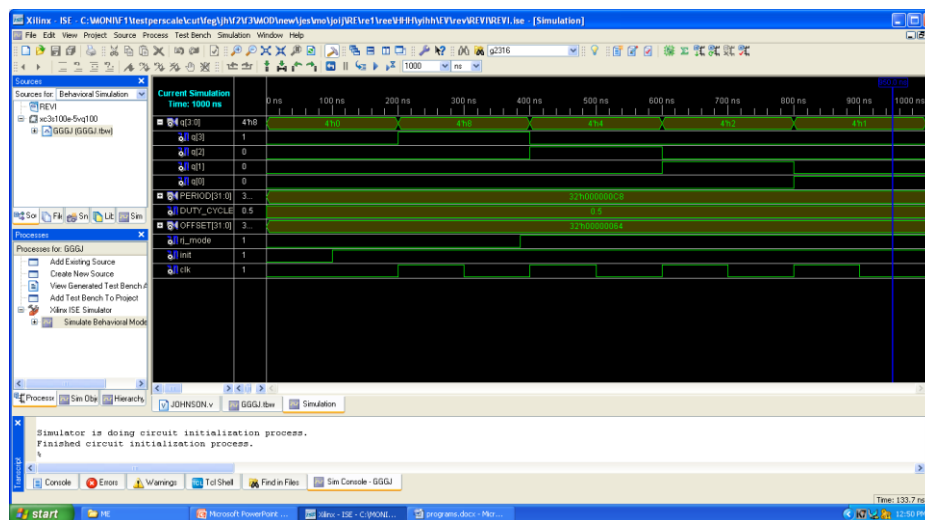 Xilinx - ISE - C:\MONI\F1\testperscale\cut\feg\jh\f2\f3\MOD\new\jes\mo\joij\RE\re1\ree\HHH\yihh\EV\rev\REVI\REVI.ise - [Simulation]
File Edit View Project Source Process Test Bench Simulation Window Help
g2316
1000 ns
Sources
Sources for: Behavioral Simulation
REVI
xc3s100e-5vq100
GGGJ (GGGJ.tbw)
Sim
Processes
Processes for: GGGJ
Add Existing Source
Create New Source
View Generated Test Bench A
Add Test Bench To Project
Xilinx ISE Simulator
Simulate Behavioral Mode
Processe Sim Obje Hierarchy
Current Simulation
Time: 1000 ns
0 ns 100 ns 200 ns 300 ns 400 ns 500 ns 600 ns 700 ns 800 ns 900 ns 1000 ns
q[3:0] 4'h8 4'h0 4'h8 4'h4 4'h2 4'h1
q[3] 1
q[2] 0
q[1] 0
q[0] 0
PERIOD[31:0] 3... 32'h000000C8
DUTY_CYCLE 0.5 0.5
OFFSET[31:0] 3... 32'h00000064
rj_mode 1
init 1
clk 1
JOHNSON.v GGGJ.tbw Simulation
Transcript
Simulator is doing circuit initialization process.
Finished circuit initialization process.
%
Console Errors Warnings Tcl Shell Find in Files Sim Console - GGGJ
Time: 133.7 ns
start ME Microsoft PowerPoint ... Xilinx - ISE - C:\MONI... programs.docx - Micr... 12:50 PM